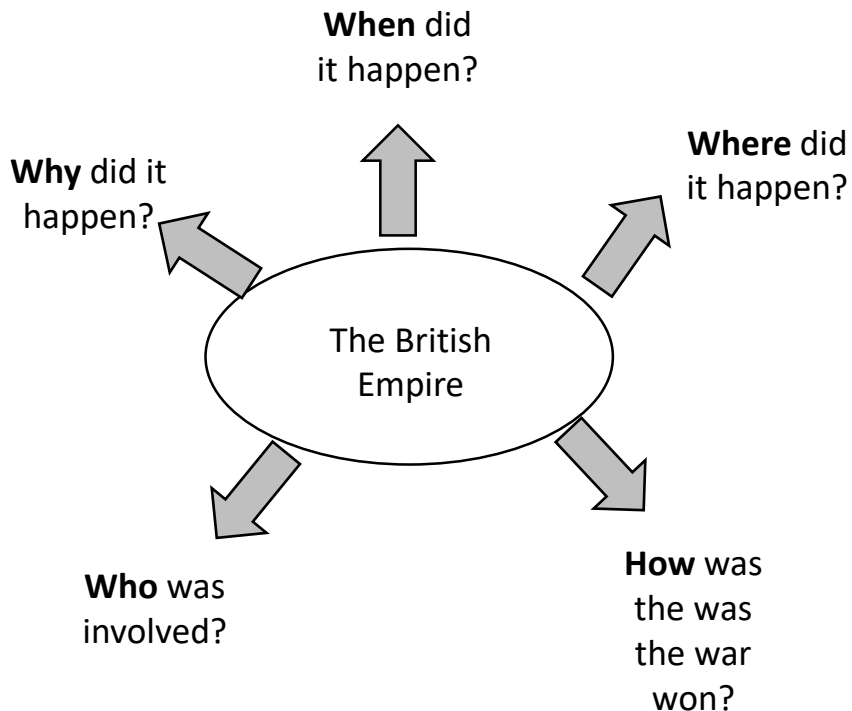 When did
it happen?
Why did it
happen?
Where did
it happen?
The British
Empire
Who was
involved?
How was
the was
the war
won?